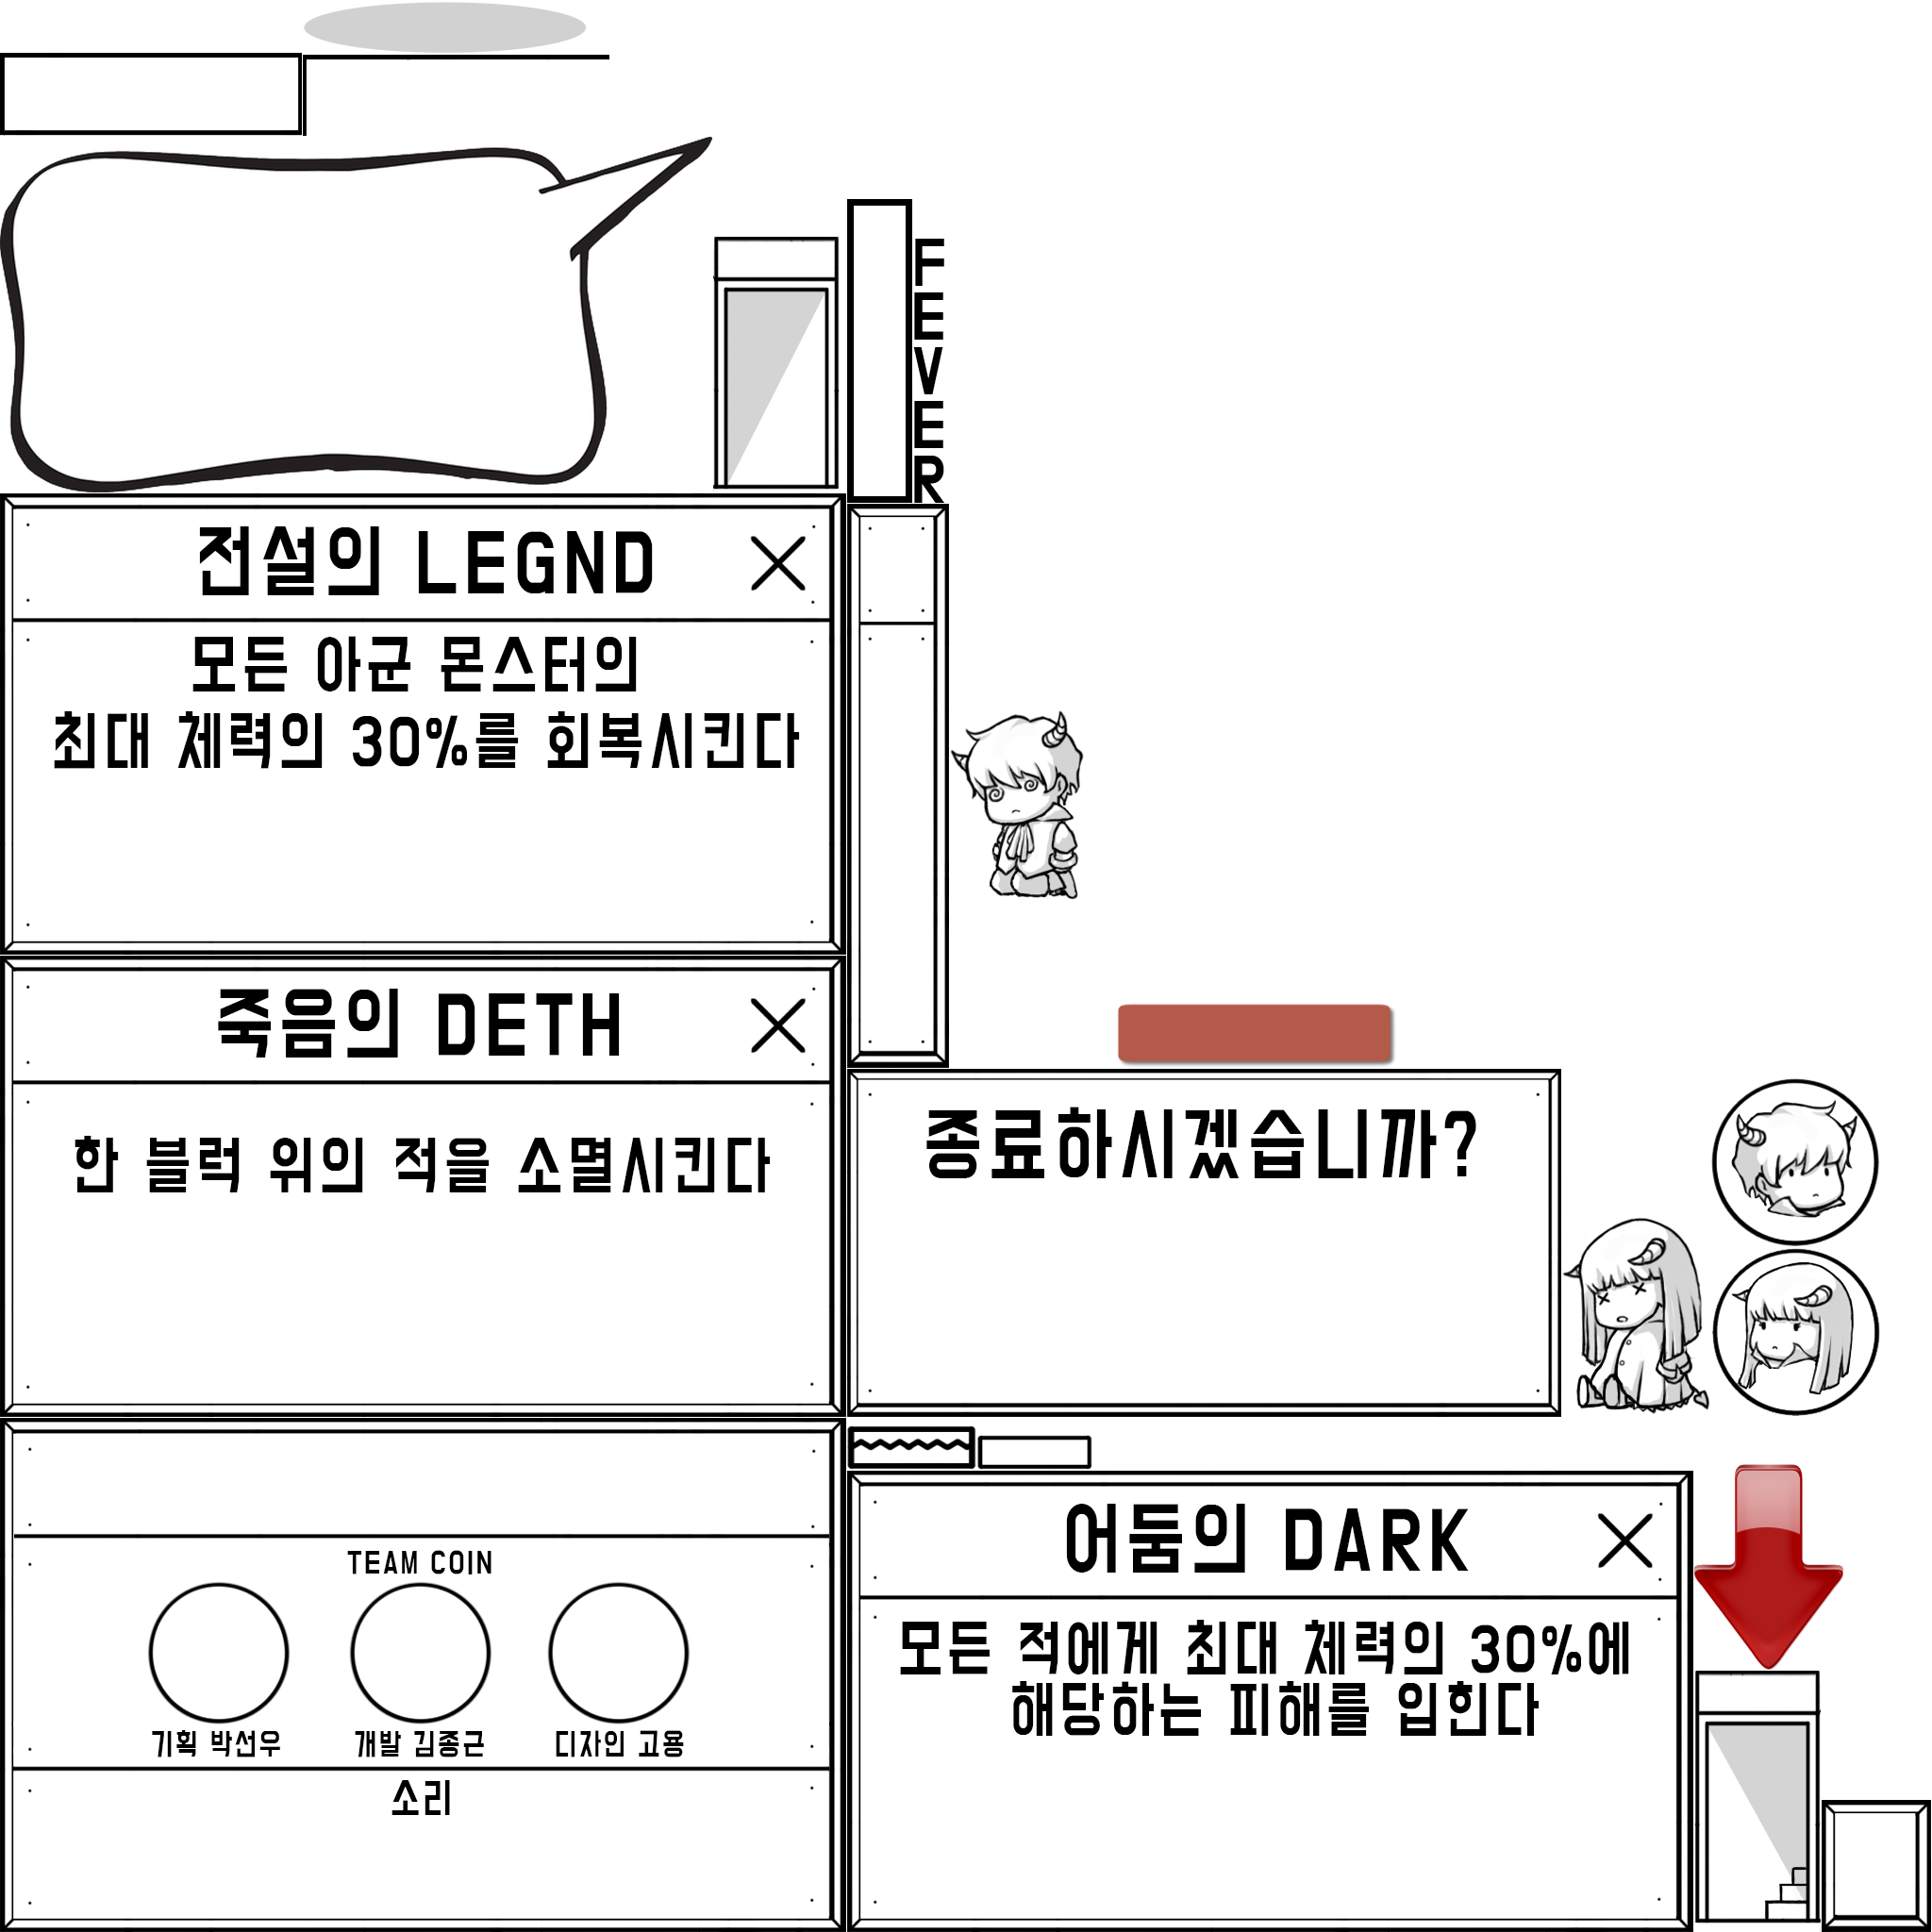 FEVER
전설의 LEGND
모든 아군 몬스터의
최대 체력의 30%를 회복시킨다
죽음의 DETH
한 블럭 위의 적을 소멸시킨다
종료하시겠습니까?
TEAM COIN
기획 박선우
개발 김종근
디자인 고용
소리
어둠의 DARK
모든 적에게 최대 체력의 30%에
해당하는 피해를 입힌다